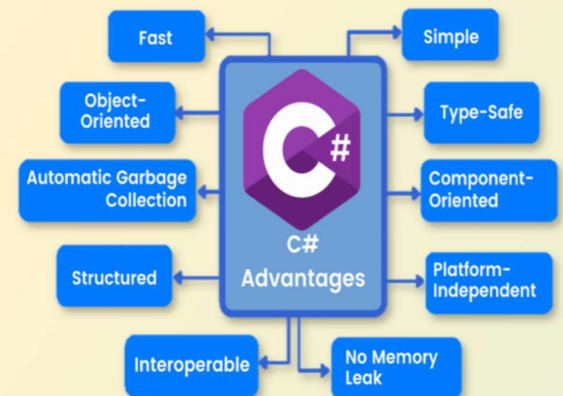 Fast
Simple
Object-
Oriented
Type-Safe
Automatic Garbage
Collection
Component-
Oriented
C#
C#
Advantages
Structured
Platform-
Independent
Interoperable
No Memory
Leak